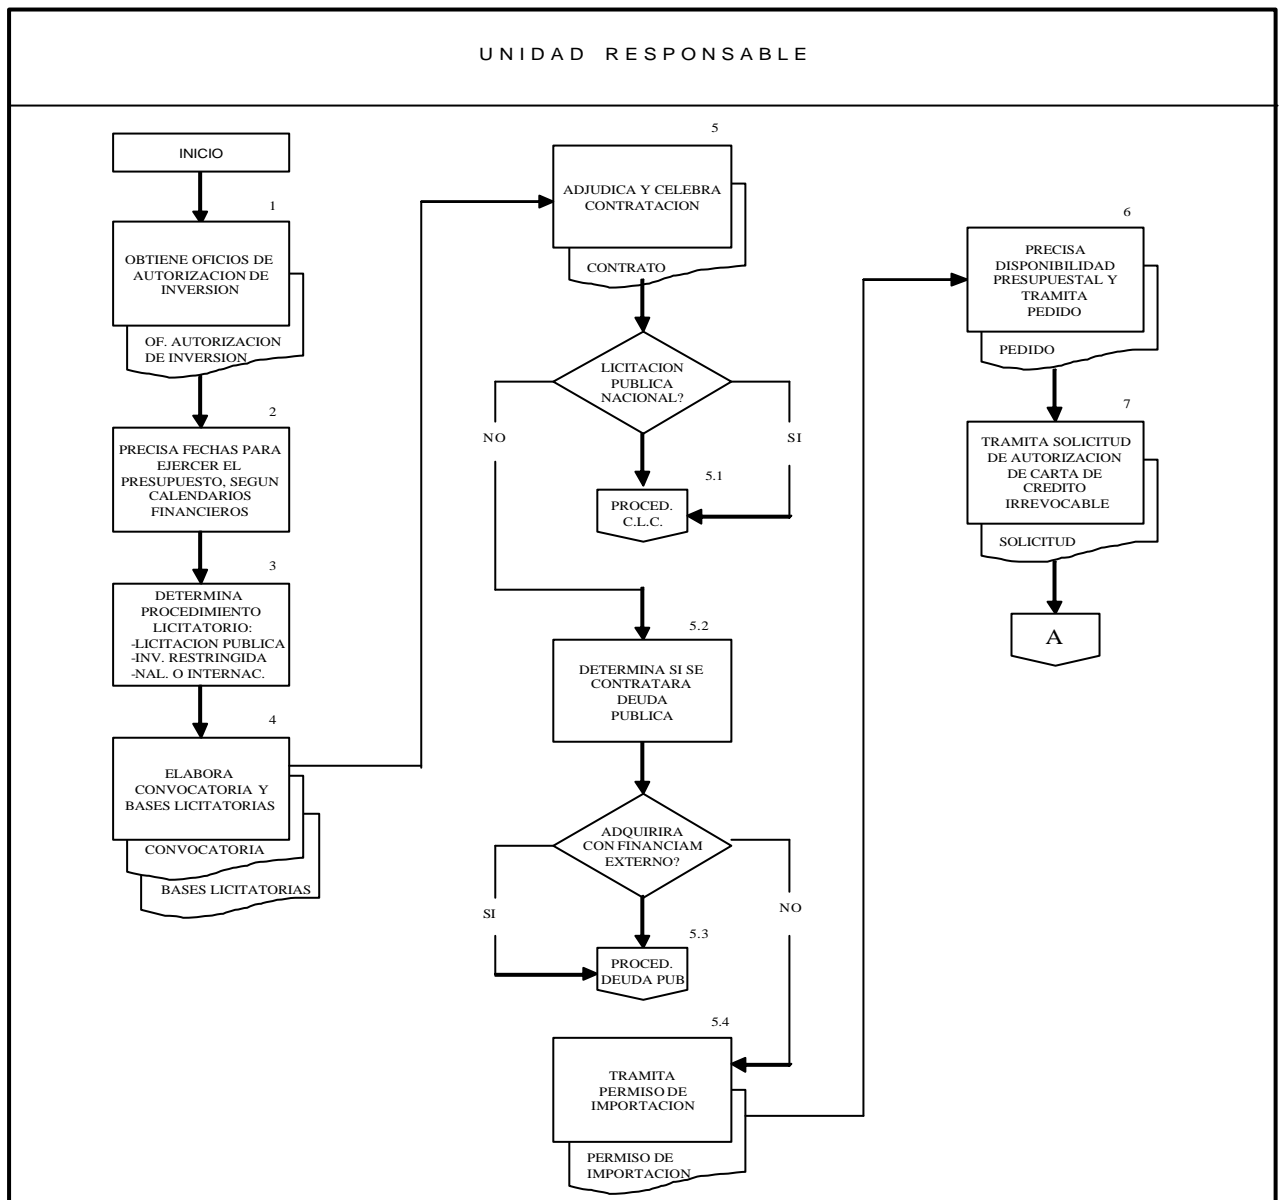 UNIDAD RESPONSABLE
INICIO
1
OBTIENE OFICIOS DE
AUTORIZACION DE
INVERSION
OF. AUTORIZACION
DE INVERSION
2
PRECISA FECHAS PARA
EJERCER EL
PRESUPUESTO, SEGUN
CALENDARIOS
FINANCIEROS
3
DETERMINA
PROCEDIMIENTO
LICITATORIO:
-LICITACION PUBLICA
-INV. RESTRINGIDA
-NAL. O INTERNAC.
4
ELABORA
CONVOCATORIA Y
BASES LICITATORIAS
CONVOCATORIA
BASES LICITATORIAS
5
ADJUDICA Y CELEBRA
CONTRATACION
CONTRATO
LICITACION
PUBLICA
NACIONAL?
NO
SI
5.1
PROCED.
C.L.C.
5.2
DETERMINA SI SE
CONTRATARA
DEUDA
PUBLICA
ADQUIRIRA
CON FINANCIAM
EXTERNO?
SI
NO
5.3
PROCED.
DEUDA PUB
5.4
TRAMITA
PERMISO DE
IMPORTACION
PERMISO DE
IMPORTACION
6
PRECISA
DISPONIBILIDAD
PRESUPUESTAL Y
TRAMITA
PEDIDO
PEDIDO
7
TRAMITA SOLICITUD
DE AUTORIZACION
DE CARTA DE
CREDITO
IRREVOCABLE
SOLICITUD
A